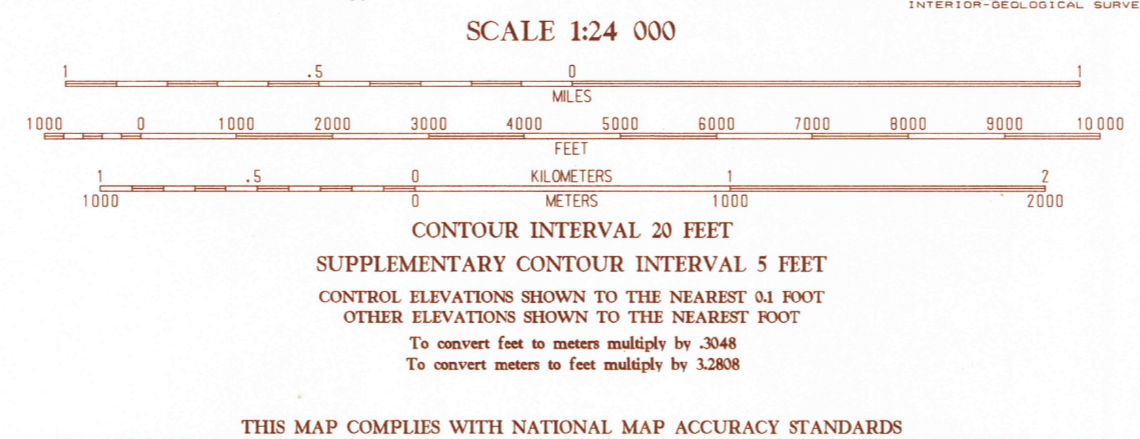 INTERIOR-GEOLOGICAL SURVE
SCALE 1:24 000
1 .5 0 1
MILES
1000 0 1000 2000 3000 4000 5000 6000 7000 8000 9000 10 000
FEET
1 .5 0 KILOMETERS 1 2
1000 0 METERS 1000 2000
CONTOUR INTERVAL 20 FEET
SUPPLEMENTARY CONTOUR INTERVAL 5 FEET
CONTROL ELEVATIONS SHOWN TO THE NEAREST 0.1 FOOT
OTHER ELEVATIONS SHOWN TO THE NEAREST FOOT
To convert feet to meters multiply by .3048
To convert meters to feet multiply by 3.2808
THIS MAP COMPLIES WITH NATIONAL MAP ACCURACY STANDARDS